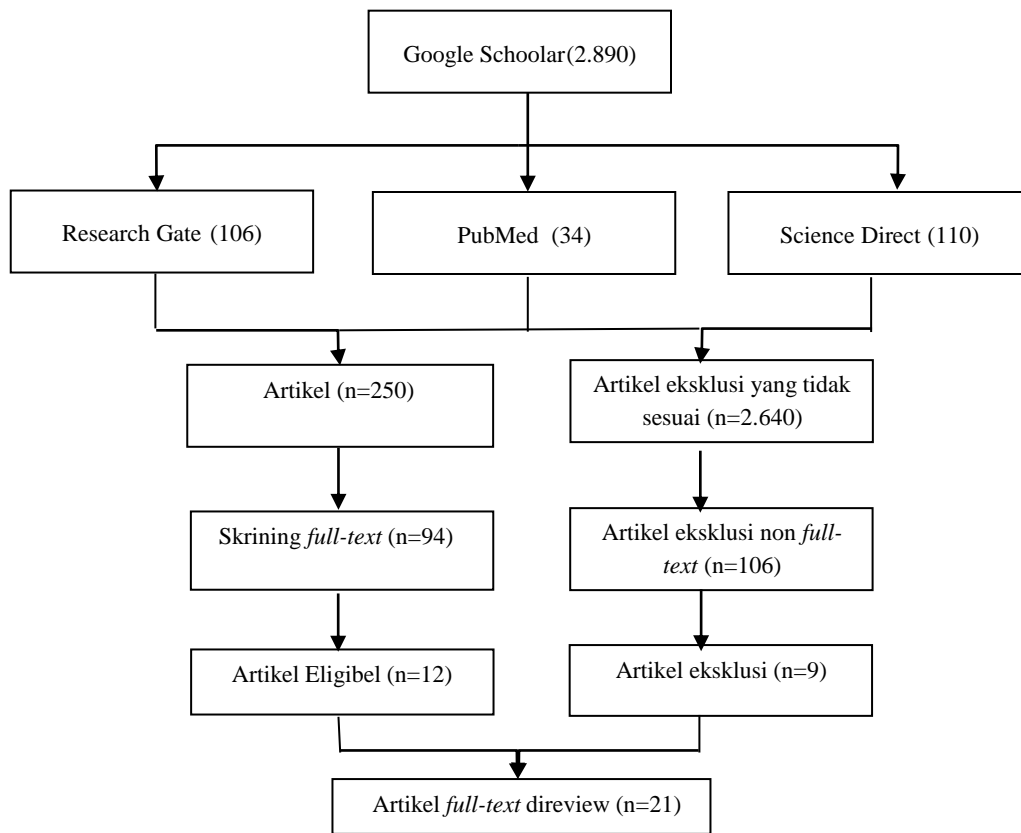 Google Schoolar(2.890)
Research Gate (106)
PubMed (34)
Science Direct (110)
Artikel (n=250)
Artikel eksklusi yang tidak
sesuai (n=2.640)
Skrining full-text (n=94)
Artikel eksklusi non full-
text (n=106)
Artikel Eligibel (n=12)
Artikel eksklusi (n=9)
Artikel full-text direview (n=21)